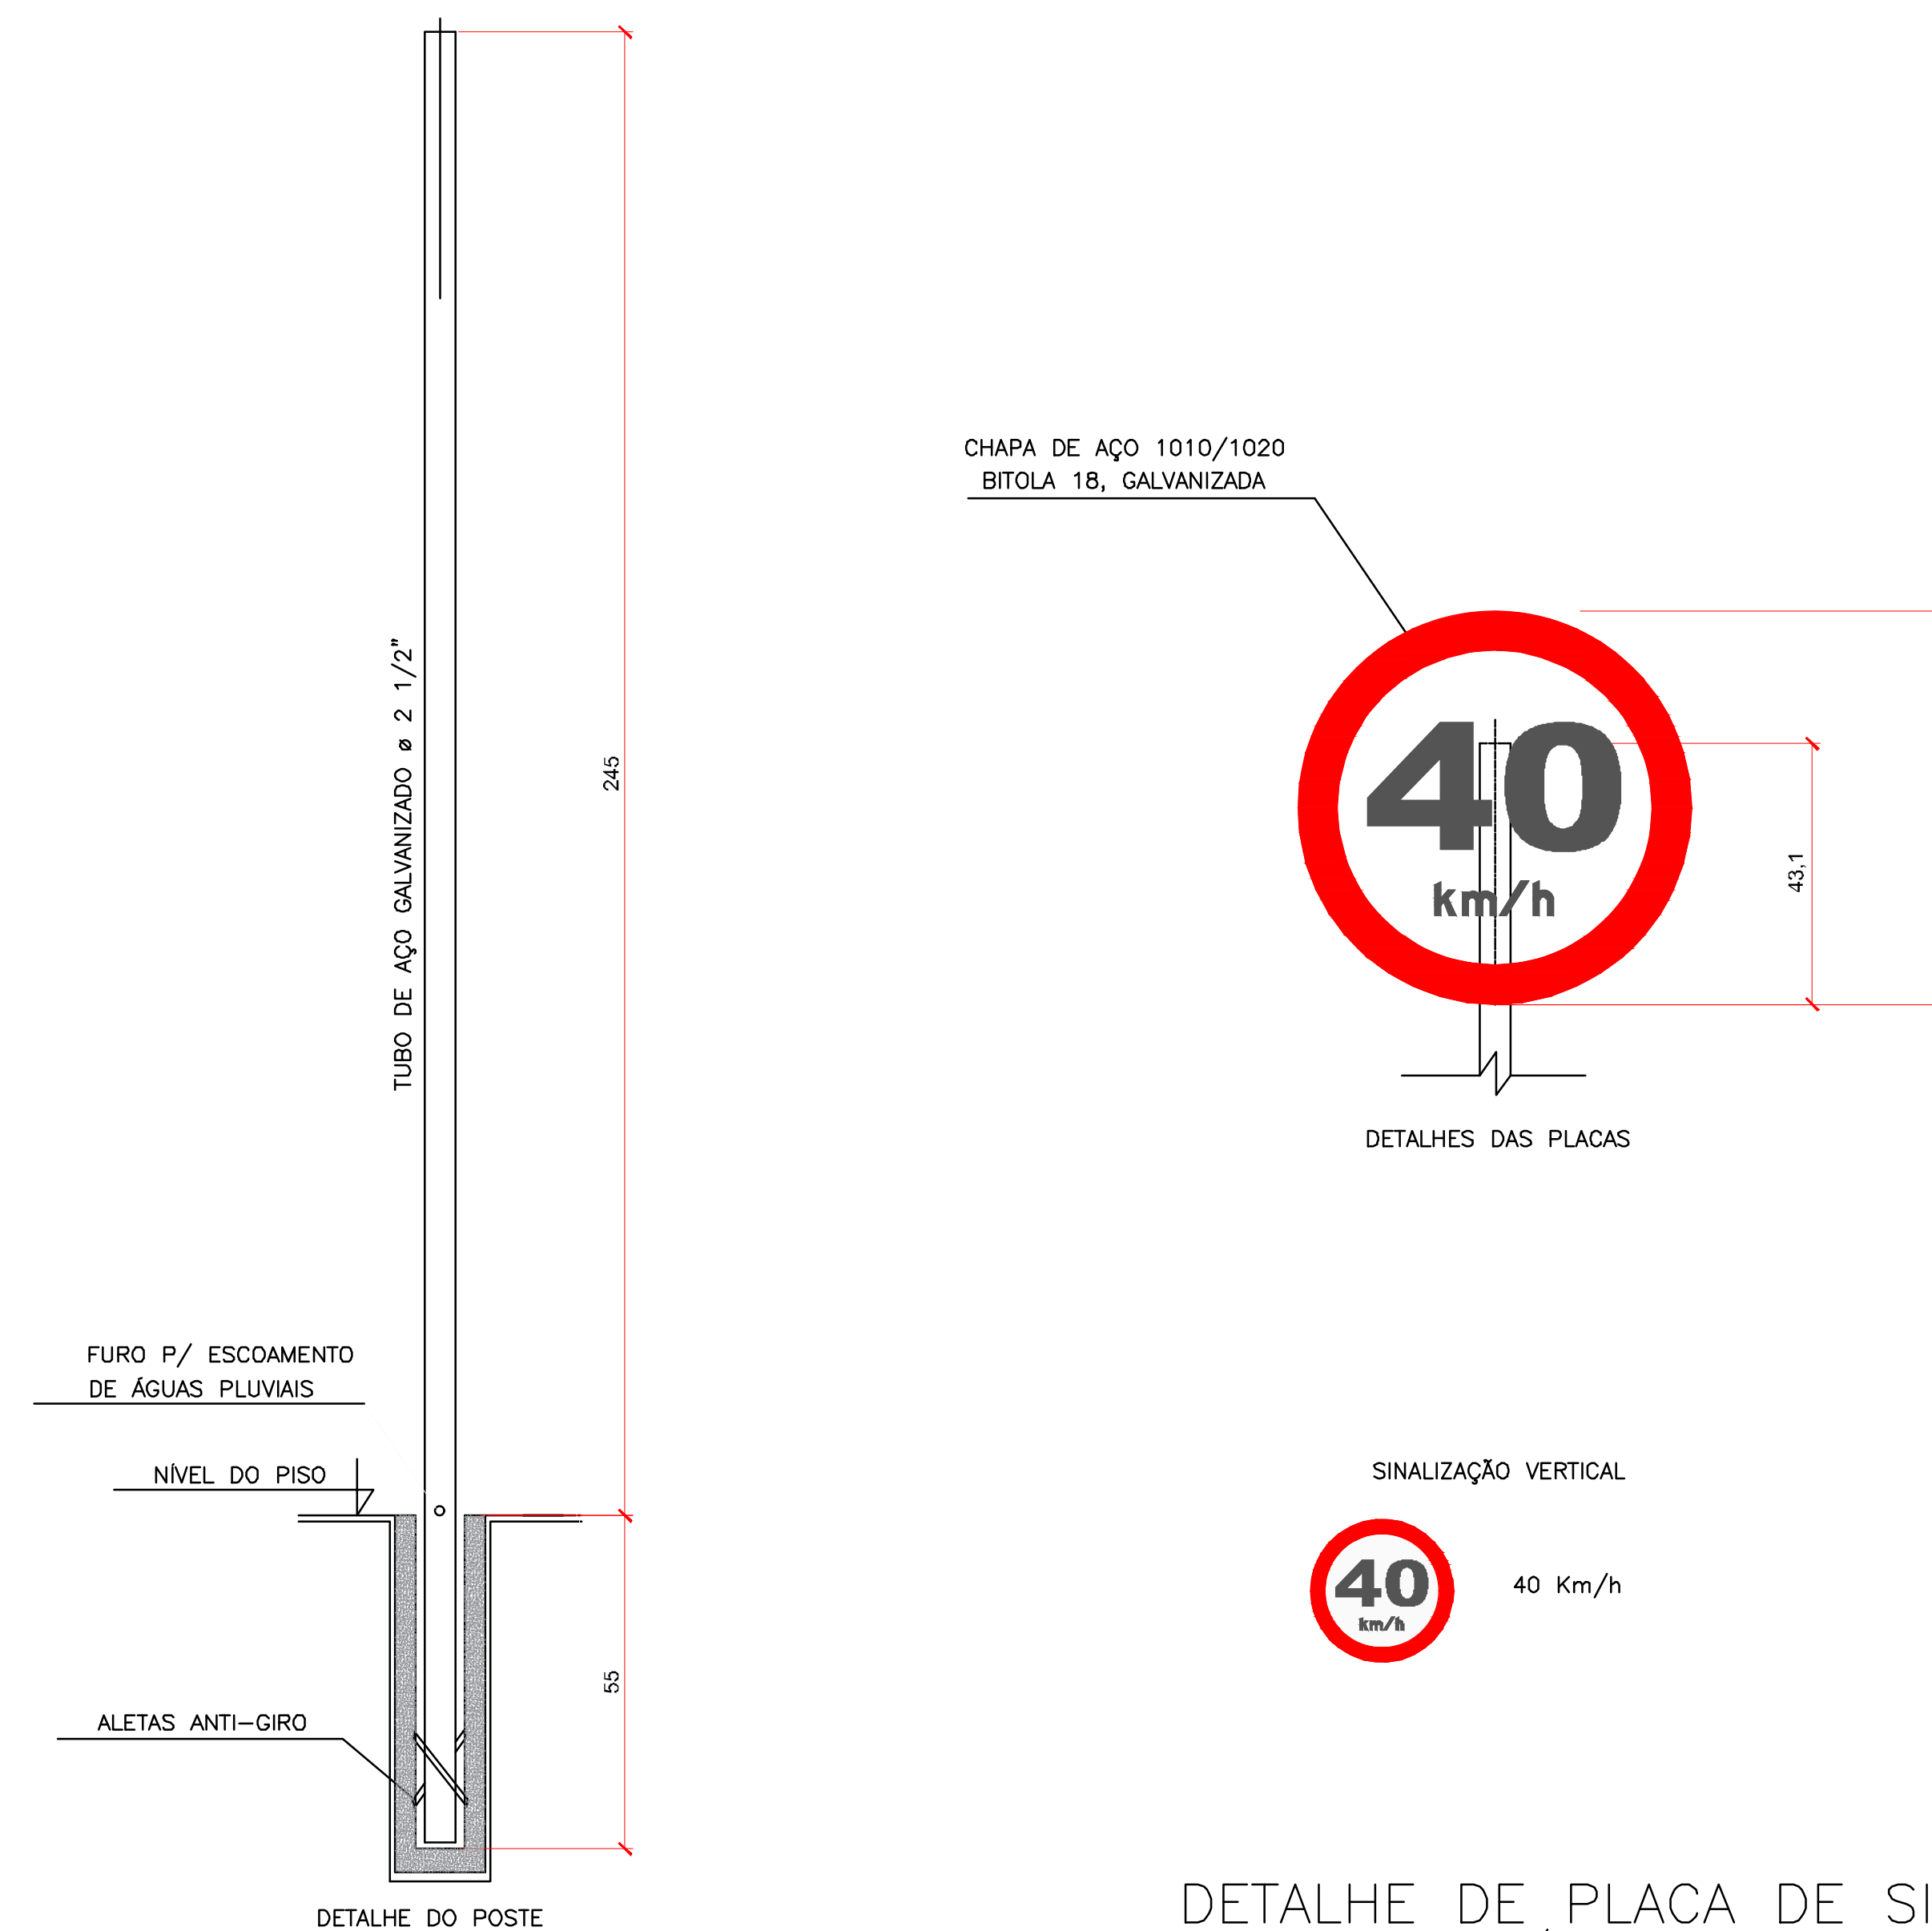 TUBO DE AÇO GALVANIZADO ø 2 1/2"
245
FURO P/ ESCOAMENTO
DE ÁGUAS PLUVIAIS
NÍVEL DO PISO
55
ALETAS ANTI-GIRO
DETALHE DO POSTE
CHAPA DE AÇO 1010/1020
BITOLA 18, GALVANIZADA
40
km/h
43,1
DETALHES DAS PLACAS
SINALIZAÇÃO VERTICAL
40
km/h
40 Km/h
DETALHE DE PLACA DE SI